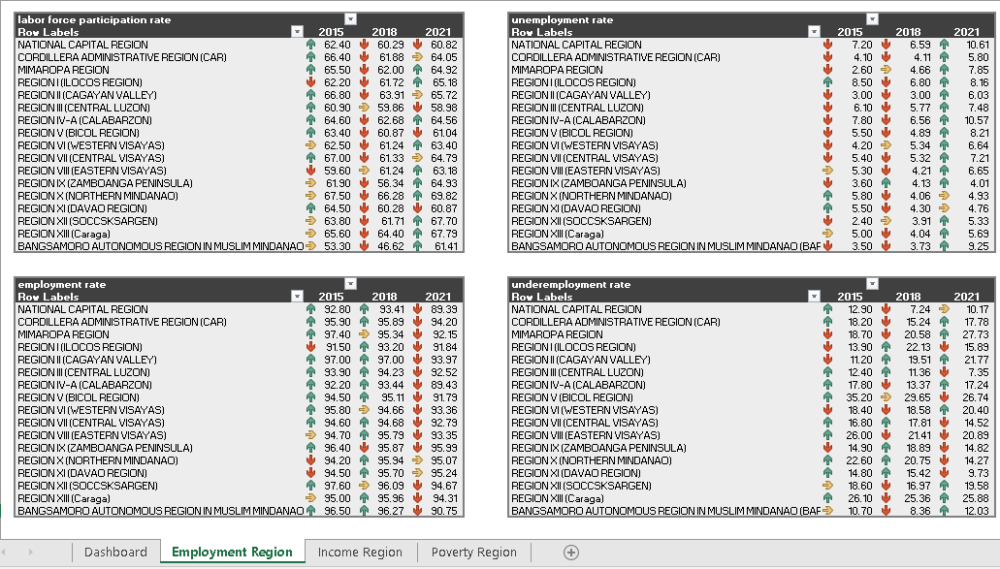 labor force participation rate
Row Labels 2015 2018 2021
NATIONAL CAPITAL REGION 62.40 60.29 60.82
CORDILLERA ADMINISTRATIVE REGION (CAR) 66.40 61.88 64.05
MIMAROPA REGION 65.50 62.00 64.92
REGION I (ILOCOS REGION) 62.20 61.72 65.18
REGION II (CAGAYAN VALLEY) 66.80 63.91 65.72
REGION III (CENTRAL LUZON) 60.90 59.86 58.98
REGION IV-A (CALABARZON) 64.60 62.68 64.56
REGION V (BICOL REGION) 63.40 60.87 61.04
REGION VI (WESTERN VISAYAS) 62.50 61.24 63.40
REGION VII (CENTRAL VISAYAS) 67.00 61.33 64.79
REGION VIII (EASTERN VISAYAS) 59.60 61.24 63.18
REGION IX (ZAMBOANGA PENINSULA) 61.90 56.34 64.93
REGION X (NORTHERN MINDANAO) 67.50 66.28 69.82
REGION XI (DAVAO REGION) 64.50 60.28 60.87
REGION XII (SOCCSKSARGEN) 63.80 61.71 67.70
REGION XIII (Caraga) 65.60 64.40 67.79
BANGSAMORO AUTONOMOUS REGION IN MUSLIM MINDANAO 53.30 46.62 61.41
unemployment rate
Row Labels 2015 2018 2021
NATIONAL CAPITAL REGION 7.20 6.59 10.61
CORDILLERA ADMINISTRATIVE REGION (CAR) 4.10 4.11 5.80
MIMAROPA REGION 2.60 4.66 7.85
REGION I (ILOCOS REGION) 8.50 6.80 8.16
REGION II (CAGAYAN VALLEY) 3.00 3.00 6.03
REGION III (CENTRAL LUZON) 6.10 5.77 7.48
REGION IV-A (CALABARZON) 7.80 6.56 10.57
REGION V (BICOL REGION) 5.50 4.89 8.21
REGION VI (WESTERN VISAYAS) 4.20 5.34 6.64
REGION VII (CENTRAL VISAYAS) 5.40 5.32 7.21
REGION VIII (EASTERN VISAYAS) 5.30 4.21 6.65
REGION IX (ZAMBOANGA PENINSULA) 3.60 4.13 4.01
REGION X (NORTHERN MINDANAO) 5.80 4.06 4.93
REGION XI (DAVAO REGION) 5.50 4.30 4.76
REGION XII (SOCCSKSARGEN) 2.40 3.91 5.33
REGION XIII (Caraga) 5.00 4.04 5.69
BANGSAMORO AUTONOMOUS REGION IN MUSLIM MINDANAO (BAR 3.50 3.73 9.25
employment rate
Row Labels 2015 2018 2021
NATIONAL CAPITAL REGION 92.80 93.41 89.39
CORDILLERA ADMINISTRATIVE REGION (CAR) 95.90 95.89 94.20
MIMAROPA REGION 97.40 95.34 92.15
REGION I (ILOCOS REGION) 91.50 93.20 91.84
REGION II (CAGAYAN VALLEY) 97.00 97.00 93.97
REGION III (CENTRAL LUZON) 93.90 94.23 92.52
REGION IV-A (CALABARZON) 92.20 93.44 89.43
REGION V (BICOL REGION) 94.50 95.11 91.79
REGION VI (WESTERN VISAYAS) 95.80 94.66 93.36
REGION VII (CENTRAL VISAYAS) 94.60 94.68 92.79
REGION VIII (EASTERN VISAYAS) 94.70 95.79 93.35
REGION IX (ZAMBOANGA PENINSULA) 96.40 95.87 95.99
REGION X (NORTHERN MINDANAO) 94.20 95.94 95.07
REGION XI (DAVAO REGION) 94.50 95.70 95.24
REGION XII (SOCCSKSARGEN) 97.60 96.09 94.67
REGION XIII (Caraga) 95.00 95.96 94.31
BANGSAMORO AUTONOMOUS REGION IN MUSLIM MINDANAO 96.50 96.27 90.75
underemployment rate
Row Labels 2015 2018 2021
NATIONAL CAPITAL REGION 12.90 7.24 10.17
CORDILLERA ADMINISTRATIVE REGION (CAR) 18.20 15.24 17.78
MIMAROPA REGION 18.70 20.58 27.73
REGION I (ILOCOS REGION) 13.90 22.13 15.89
REGION II (CAGAYAN VALLEY) 11.20 19.51 21.77
REGION III (CENTRAL LUZON) 12.40 11.36 7.35
REGION IV-A (CALABARZON) 17.80 13.37 17.24
REGION V (BICOL REGION) 35.20 29.65 26.74
REGION VI (WESTERN VISAYAS) 18.40 18.58 20.40
REGION VII (CENTRAL VISAYAS) 16.80 17.81 14.52
REGION VIII (EASTERN VISAYAS) 26.00 21.41 20.89
REGION IX (ZAMBOANGA PENINSULA) 14.90 18.89 14.82
REGION X (NORTHERN MINDANAO) 22.60 20.75 14.27
REGION XI (DAVAO REGION) 14.80 15.42 9.73
REGION XII (SOCCSKSARGEN) 18.60 16.97 19.58
REGION XIII (Caraga) 26.10 25.36 25.88
BANGSAMORO AUTONOMOUS REGION IN MUSLIM MINDANAO (BAR 10.70 8.36 12.03
Dashboard Employment Region Income Region Poverty Region